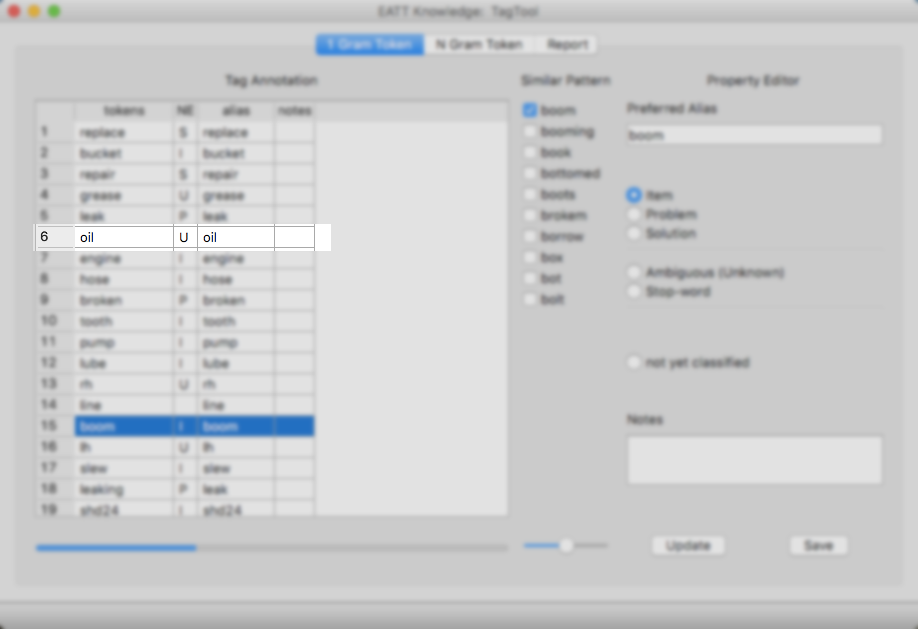 EATT Knowledge: TagTool
1 Gram Token N Gram Token Report
Tag Annotation
tokens NE alias notes
1 replace S replace
2 bucket I bucket
3 repair S repair
4 grease U grease
5 leak P leak
6 oil U oil
7 engine I engine
8 hose I hose
9 broken P broken
10 tooth I tooth
11 pump I pump
12 lube I lube
13 rh U rh
14 line line
15 boom I boom
16 lh U lh
17 slew I slew
18 leaking P leak
19 shd24 I shd24
Similar Pattern
boom
booming
book
bottomed
boots
brokem
borrow
box
bot
bolt
Property Editor
Preferred Alias
boom
Item
Problem
Solution
Ambiguous (Unknown)
Stop-word
not yet classified
Notes
Update Save